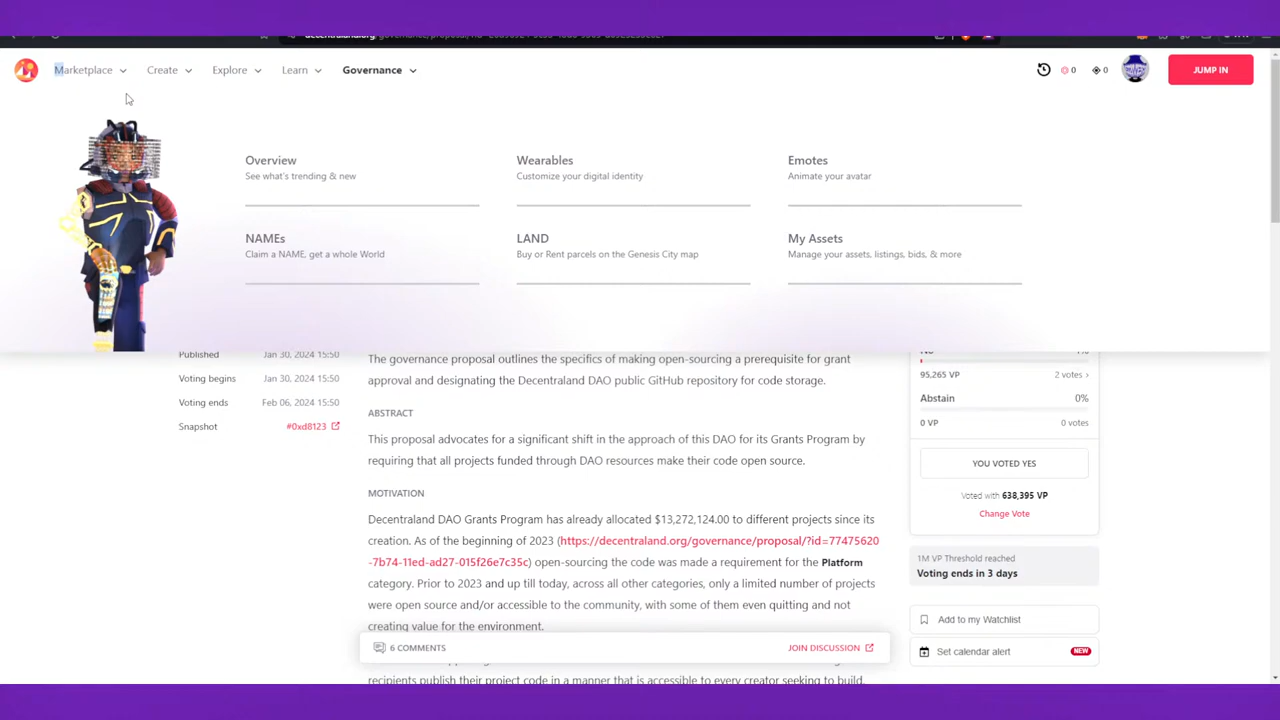 Marketplace Create Explore Learn Governance 0 0 JUMP IN
Overview Wearables Emotes
See what's trending & new Customize your digital identity Animate your avatar
NAMEs LAND My Assets
Claim a NAME, get a whole World Buy or Rent parcels on the Genesis City map Manage your assets, listings, bids, & more
Published Jan 30, 2024 15:50
Voting begins Jan 30, 2024 15:50
Voting ends Feb 06, 2024 15:50
Snapshot #0xd8123
The governance proposal outlines the specifics of making open-sourcing a prerequisite for grant
approval and designating the Decentraland DAO public GitHub repository for code storage.
ABSTRACT
This proposal advocates for a significant shift in the approach of this DAO for its Grants Program by
requiring that all projects funded through DAO resources make their code open source.
MOTIVATION
Decentraland DAO Grants Program has already allocated $13,272,124.00 to different projects since its
creation. As of the beginning of 2023 (https://decentraland.org/governance/proposal/?id=77475620
-7b74-11ed-ad27-015f26e7c35c) open-sourcing the code was made a requirement for the Platform
category. Prior to 2023 and up till today, across all other categories, only a limited number of projects
were open source and/or accessible to the community, with some of them even quitting and not
creating value for the environment.
6 COMMENTS JOIN DISCUSSION
recipients publish their project code in a manner that is accessible to every creator seeking to build,
95,265 VP 2 votes
Abstain 0%
0 VP 0 votes
YOU VOTED YES
Voted with 638,395 VP
Change Vote
1M VP Threshold reached
Voting ends in 3 days
Add to my Watchlist
Set calendar alert NEW